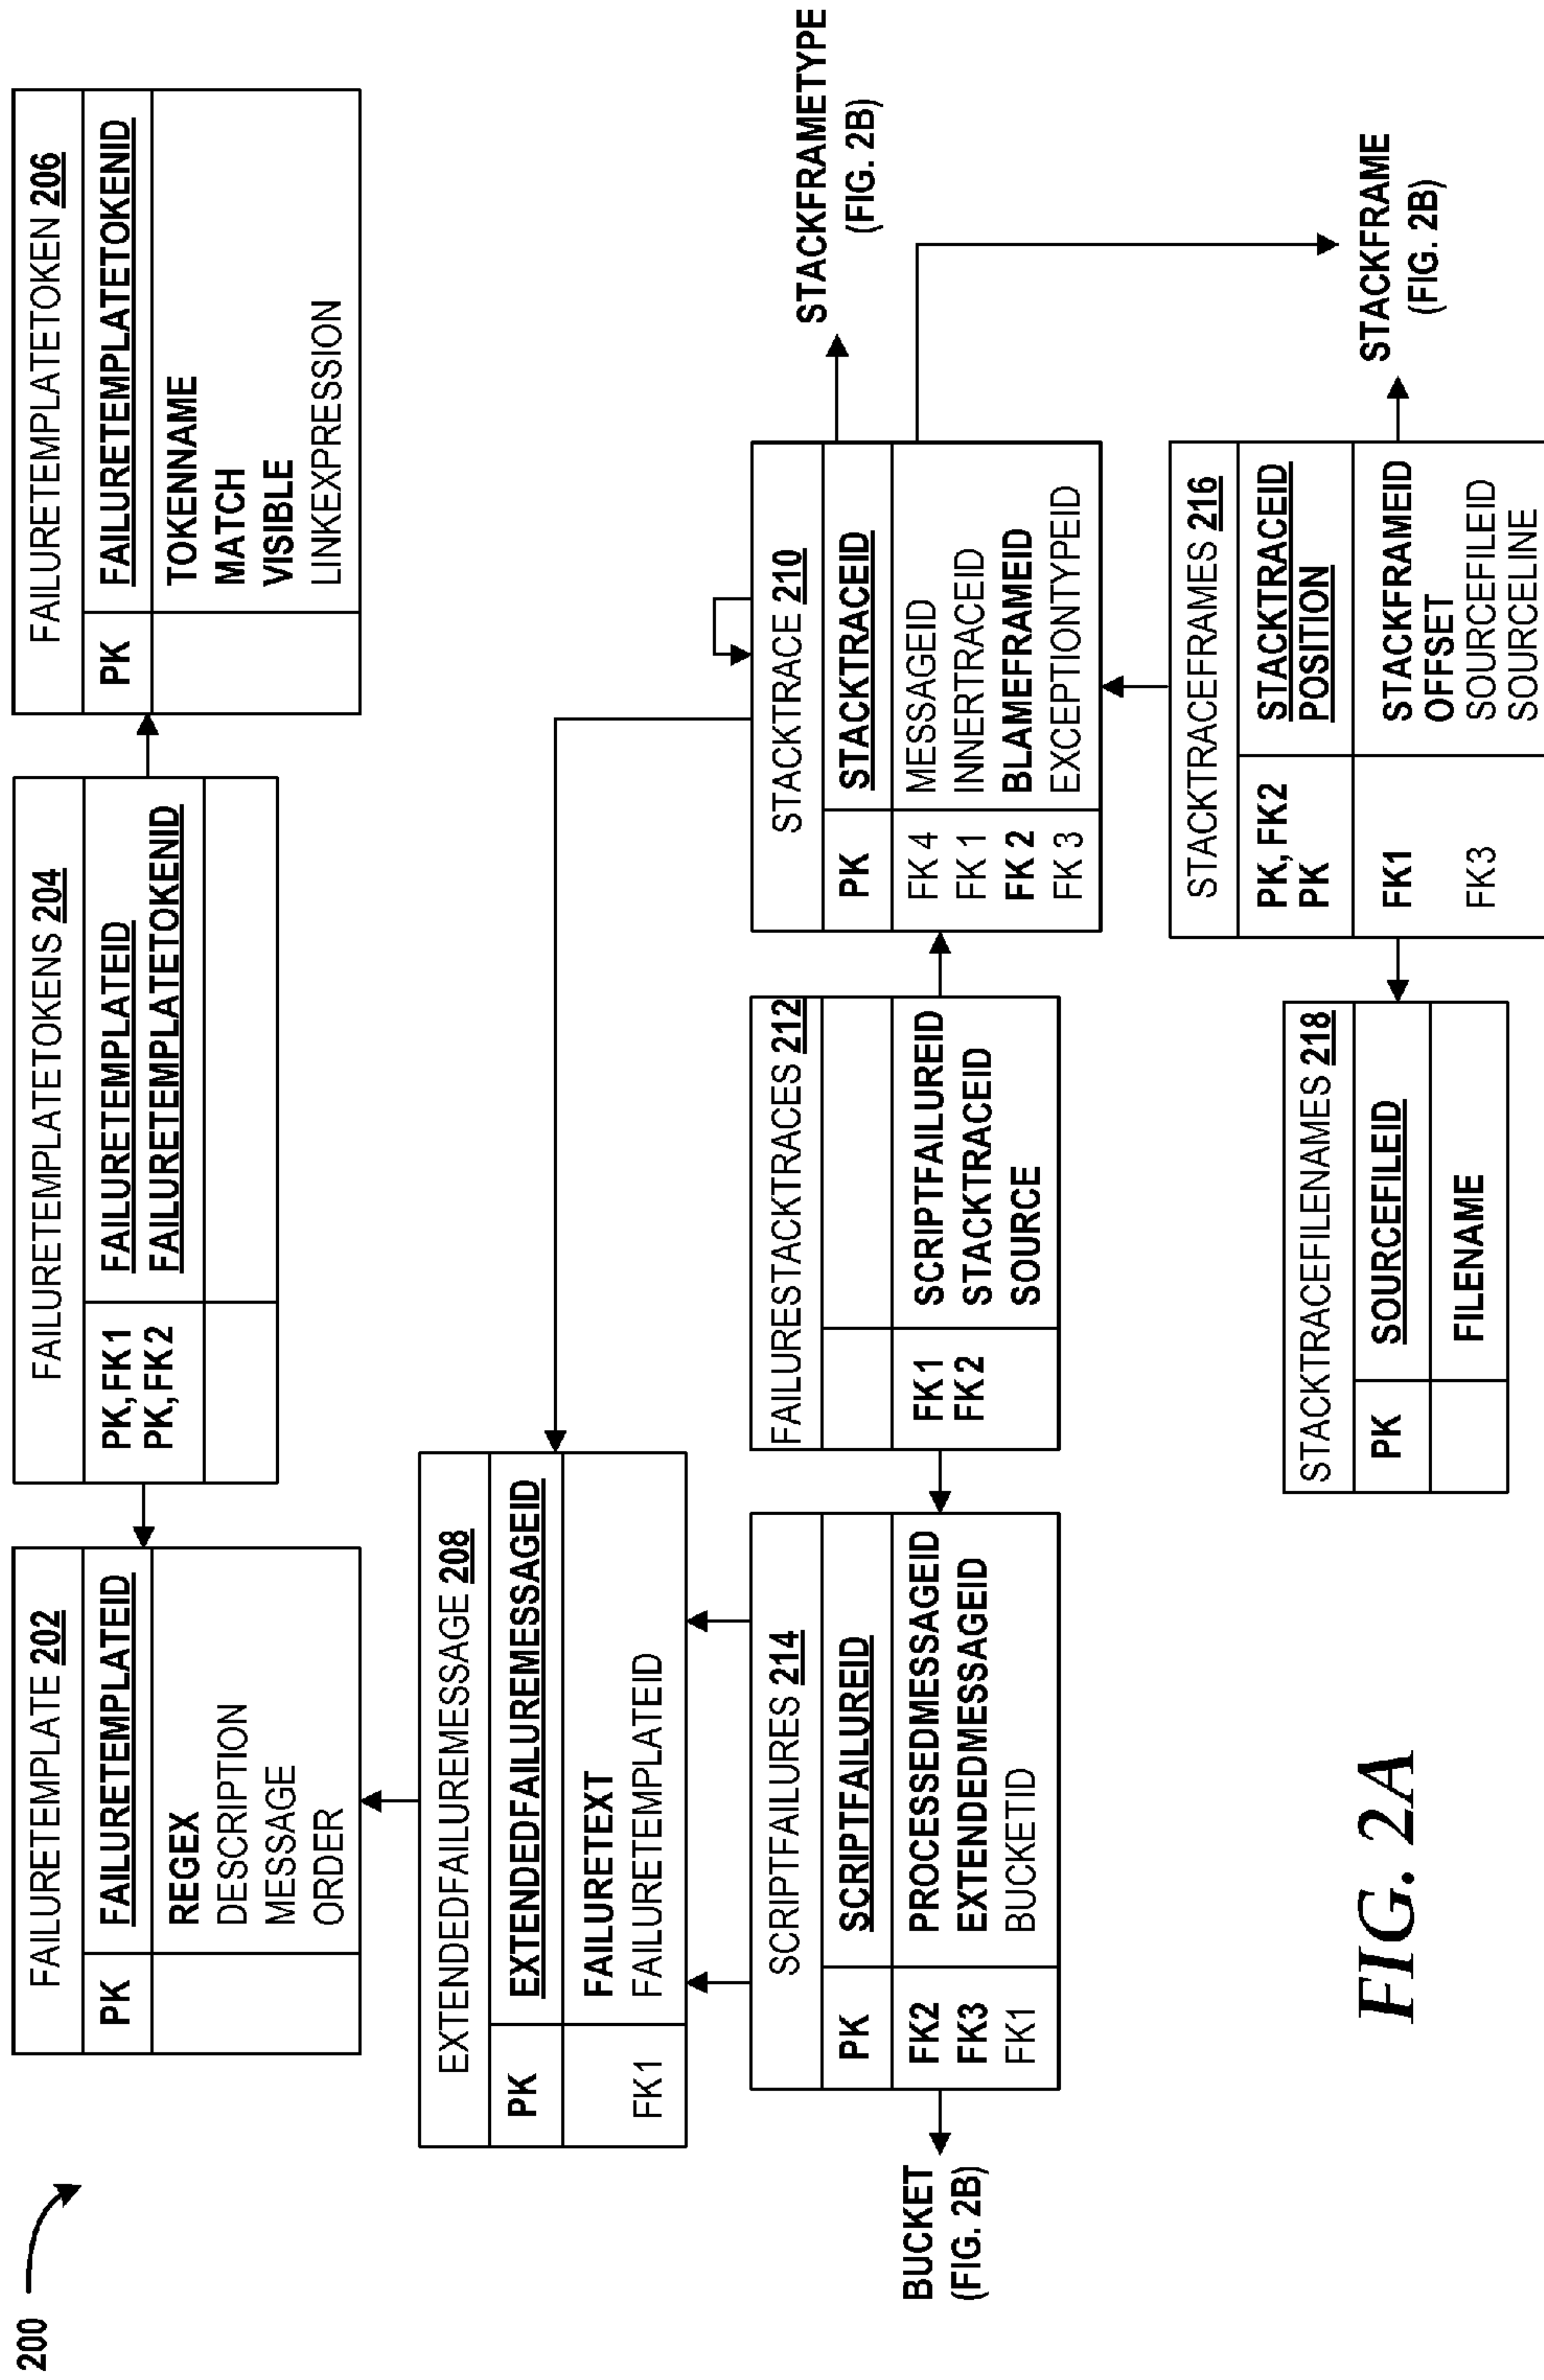 200
FAILURETEMPLATE 202
PK FAILURETEMPLATEID
REGEX
DESCRIPTION
MESSAGE
ORDER
FAILURETEMPLATETOKENS 204
PK,FK1 FAILURETEMPLATEID
PK,FK2 FAILURETEMPLATETOKENID
FAILURETEMPLATETOKEN 206
PK FAILURETEMPLATETOKENID
TOKENNAME
MATCH
VISIBLE
LINKEXPRESSION
EXTENDEDFAILUREMESSAGE 208
PK EXTENDEDFAILUREMESSAGEID
FAILURETEXT
FK1 FAILURETEMPLATEID
BUCKET
(FIG. 2B)
SCRIPTFAILURES 214
PK SCRIPTFAILUREID
FK2 PROCESSEDMESSAGEID
FK3 EXTENDEDMESSAGEID
FK1 BUCKETID
FAILURESTACKTRACES 212
FK1 SCRIPTFAILUREID
FK2 STACKTRACEID
SOURCE
STACKTRACE 210
PK STACKTRACEID
FK 4 MESSAGEID
FK 1 INNERTRACEID
FK 2 BLAMEFRAMEID
FK 3 EXCEPTIONTYPEID
STACKFRAMETYPE
(FIG. 2B)
STACKTRACEFILENAMES 218
PK SOURCEFILEID
FILENAME
STACKTRACEFRAMES 216
PK,FK2 STACKTRACEID
PK POSITION
FK1 STACKFRAMEID
OFFSET
FK3 SOURCEFILEID
SOURCELINE
STACKFRAME
(FIG. 2B)
FIG. 2A